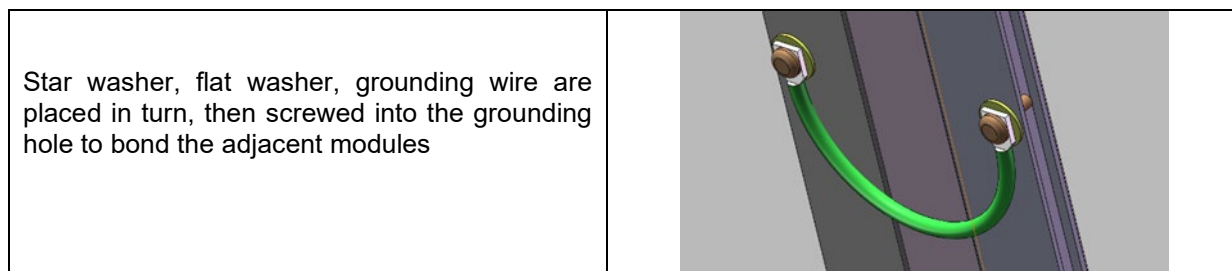 Star washer, flat washer, grounding wire are
placed in turn, then screwed into the grounding
hole to bond the adjacent modules